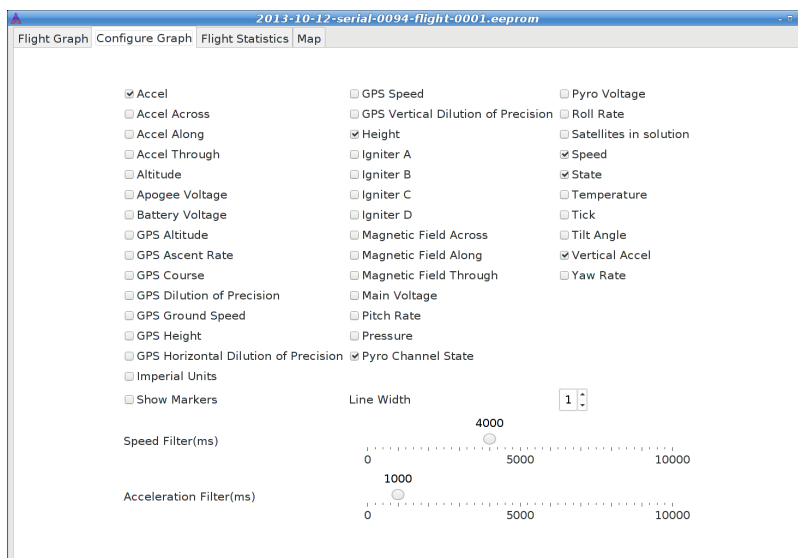 2013-10-12-serial-0094-flight-0001.eeprom
Flight Graph Configure Graph Flight Statistics Map
Accel GPS Speed Pyro Voltage
Accel Across GPS Vertical Dilution of Precision Roll Rate
Accel Along Height Satellites in solution
Accel Through Igniter A Speed
Altitude Igniter B State
Apogee Voltage Igniter C Temperature
Battery Voltage Igniter D Tick
GPS Altitude Magnetic Field Across Tilt Angle
GPS Ascent Rate Magnetic Field Along Vertical Accel
GPS Course Magnetic Field Through Yaw Rate
GPS Dilution of Precision Main Voltage
GPS Ground Speed Pitch Rate
GPS Height Pressure
GPS Horizontal Dilution of Precision Pyro Channel State
Imperial Units
Show Markers Line Width 1
4000
Speed Filter(ms)
0 5000 10000
1000
Acceleration Filter(ms)
0 5000 10000